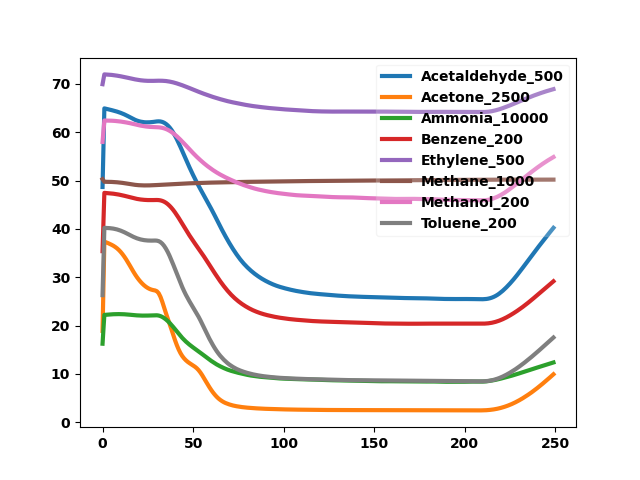 70
60
50
40
30
20
10
0
0 50 100 150 200 250
Acetaldehyde_500
Acetone_2500
Ammonia_10000
Benzene_200
Ethylene_500
Methane_1000
Methanol_200
Toluene_200